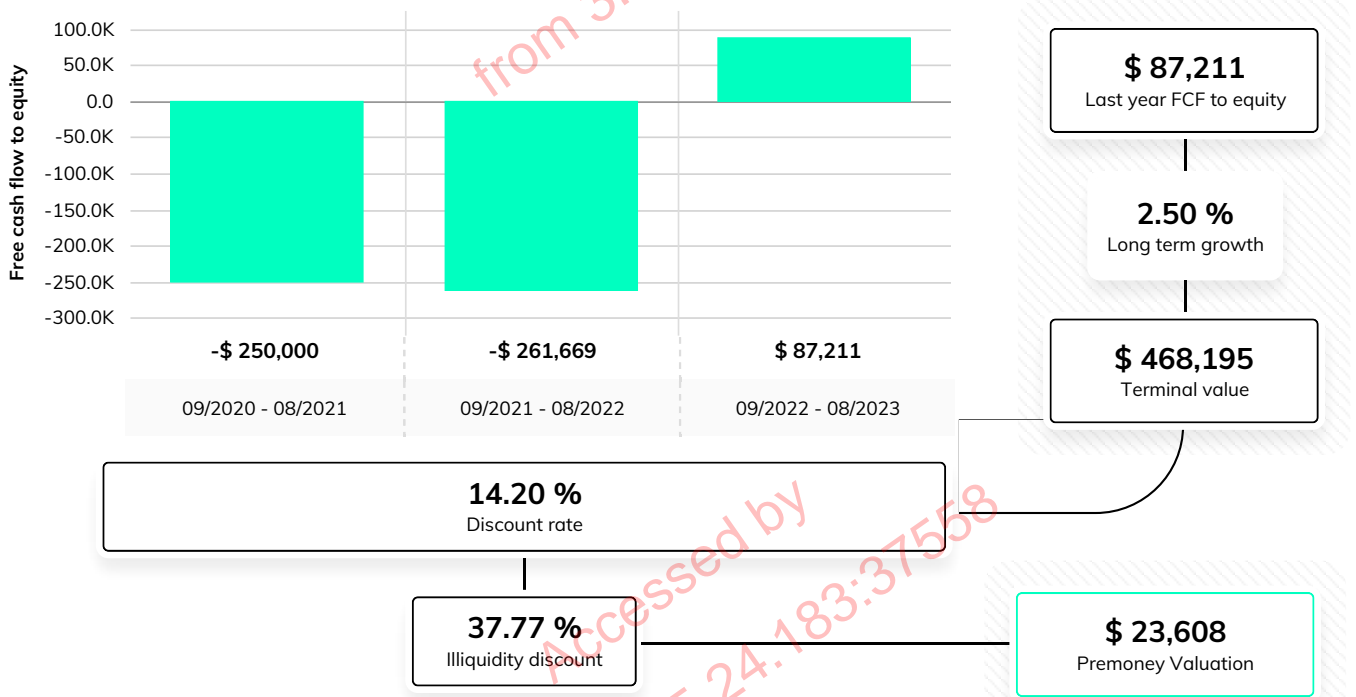 Free cash flow to equity
100.0K
50.0K
0.0
-50.0K
-100.0K
-150.0K
-200.0K
-250.0K
-300.0K
-$ 250,000
-$ 261,669
$ 87,211
09/2020 - 08/2021
09/2021 - 08/2022
09/2022 - 08/2023
$ 87,211
Last year FCF to equity
2.50 %
Long term growth
$ 468,195
Terminal value
14.20 %
Discount rate
37.77 %
Illiquidity discount
$ 23,608
Premoney Valuation
Accessed by
from
24.183:37558